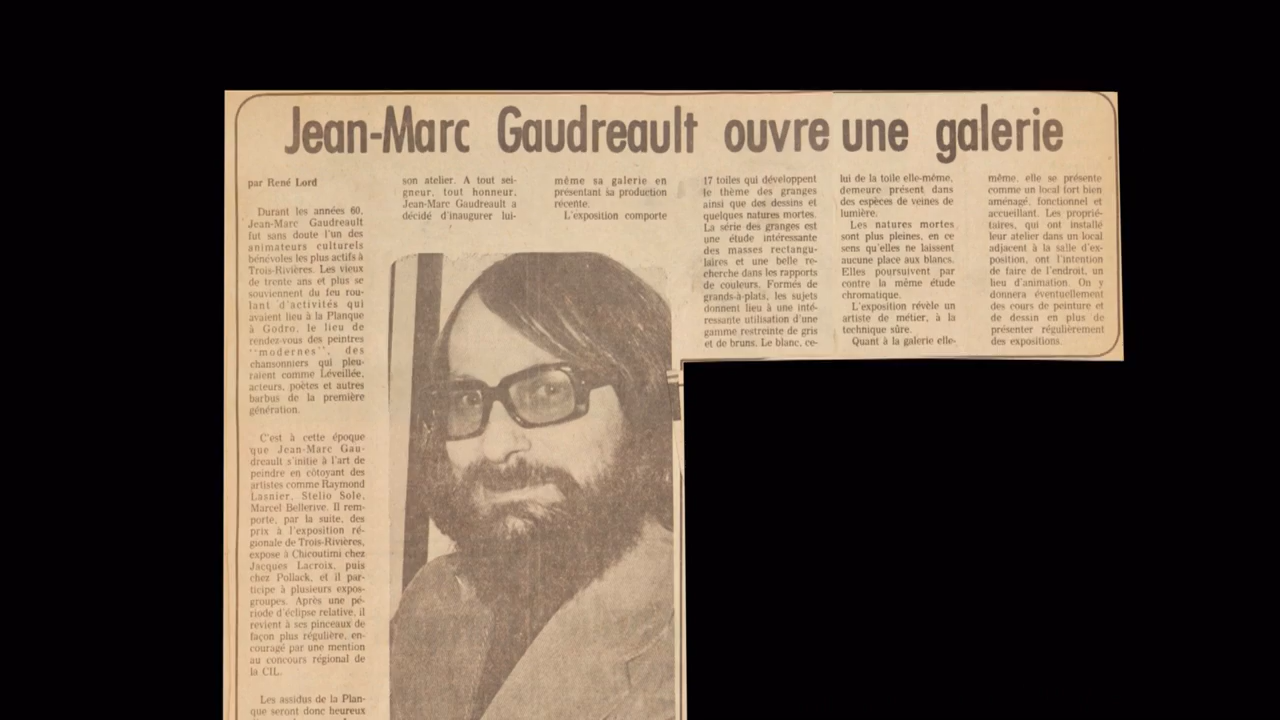 Jean-Marc Gaudreault ouvre une galerie
par René Lord
Durant les années 60,
Jean-Marc Gaudreault
fut sans doute l'un des
animateurs culturels
bénévoles les plus actifs à
Trois-Rivières. Les vieux
de trente ans et plus se
souviennent du feu rou-
lant d'activités qui
avaient lieu à la Planque
à Godro, le lieu de
rendez-vous des peintres
"modernes", des
chansonniers qui pleu-
raient comme Léveillée,
acteurs, poètes et autres
barbus de la première
génération.
C'est à cette époque
que Jean-Marc Gau-
dreault s'initie à l'art de
peindre en côtoyant des
artistes comme Raymond
Lasnier, Stelio Sole,
Marcel Bellerive. Il rem-
porte, par la suite, des
prix à l'exposition ré-
gionale de Trois-Rivières,
expose à Chicoutimi chez
Jacques Lacroix, puis
chez Pollack, et il par-
ticipe à plusieurs expos-
groupes. Après une pé-
riode d'éclipse relative, il
revient à ses pinceaux de
façon plus régulière, en-
couragé par une mention
au concours régional de
la CIL.
Les assidus de la Plan-
que seront donc heureux
son atelier. A tout sei-
gneur, tout honneur,
Jean-Marc Gaudreault a
décidé d'inaugurer lui-
même sa galerie en
présentant sa production
récente.
L'exposition comporte
17 toiles qui développent
le thème des granges
ainsi que des dessins et
quelques natures mortes.
La série des granges est
une étude intéressante
des masses rectangu-
laires et une belle re-
cherche dans les rapports
de couleurs. Formés de
grands-à-plats, les sujets
donnent lieu à une inté-
ressante utilisation d'une
gamme restreinte de gris
et de bruns. Le blanc, ce-
lui de la toile elle-même,
demeure présent dans
des espèces de veines de
lumière.
Les natures mortes
sont plus pleines, en ce
sens qu'elles ne laissent
aucune place aux blancs.
Elles poursuivent par
contre la même étude
chromatique.
L'exposition révèle un
artiste de métier, à la
technique sûre.
Quant à la galerie elle-
même, elle se présente
comme un local fort bien
aménagé, fonctionnel et
accueillant. Les proprié-
taires, qui ont installé
leur atelier dans un local
adjacent à la salle d'ex-
position, ont l'intention
de faire de l'endroit, un
lieu d'animation. On y
donnera éventuellement
des cours de peinture et
de dessin en plus de
présenter régulièrement
des expositions.